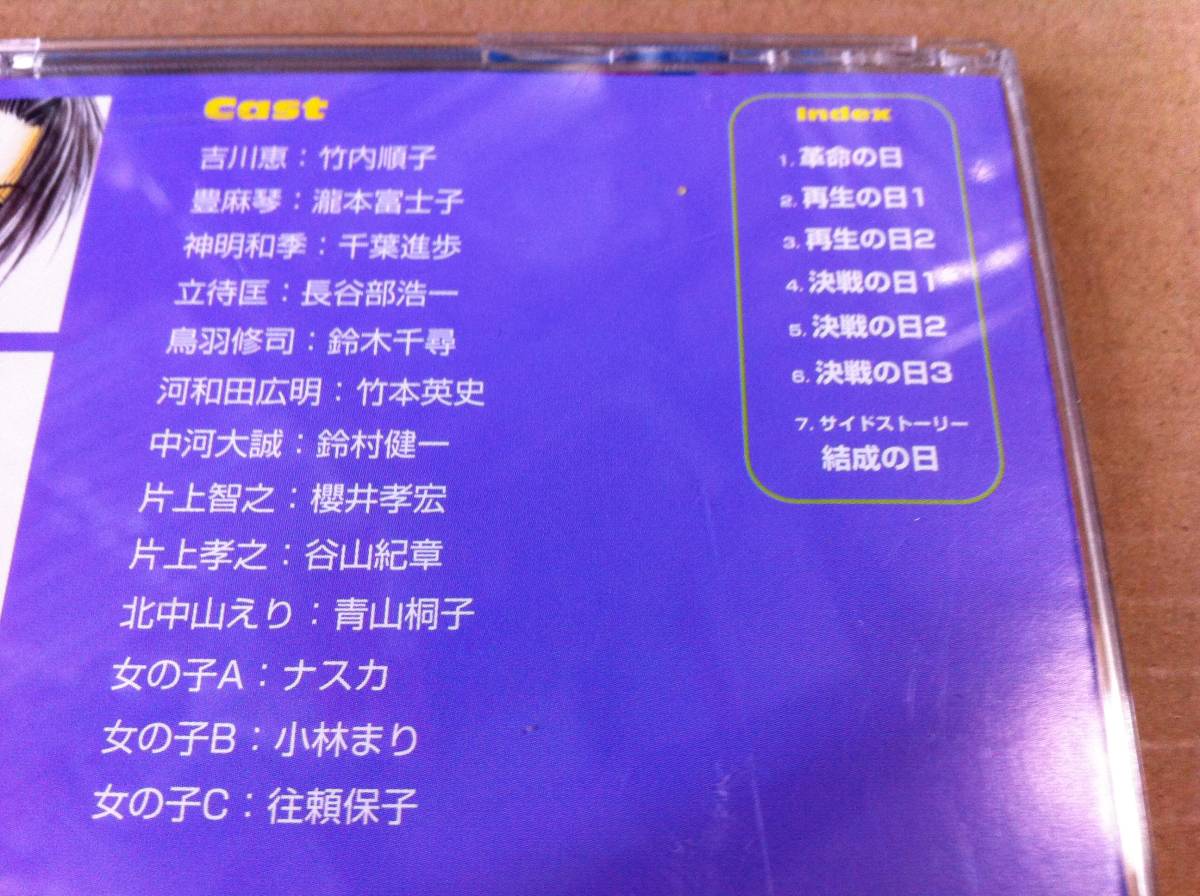 Cast
吉川恵：竹内順子
豊麻琴：瀧本富士子
神明和季：千葉進歩
立待匡：長谷部浩一
鳥羽修司：鈴木千尋
河和田広明：竹本英史
中河大誠：鈴村健一
片上智之：櫻井孝宏
片上孝之：谷山紀章
北中山えり：青山桐子
女の子A：ナスカ
女の子B：小林まり
女の子C：往頼保子
Index
1. 革命の日
2. 再生の日1
3. 再生の日2
4. 決戦の日1
5. 決戦の日2
6. 決戦の日3
7. サイドストーリー
結成の日